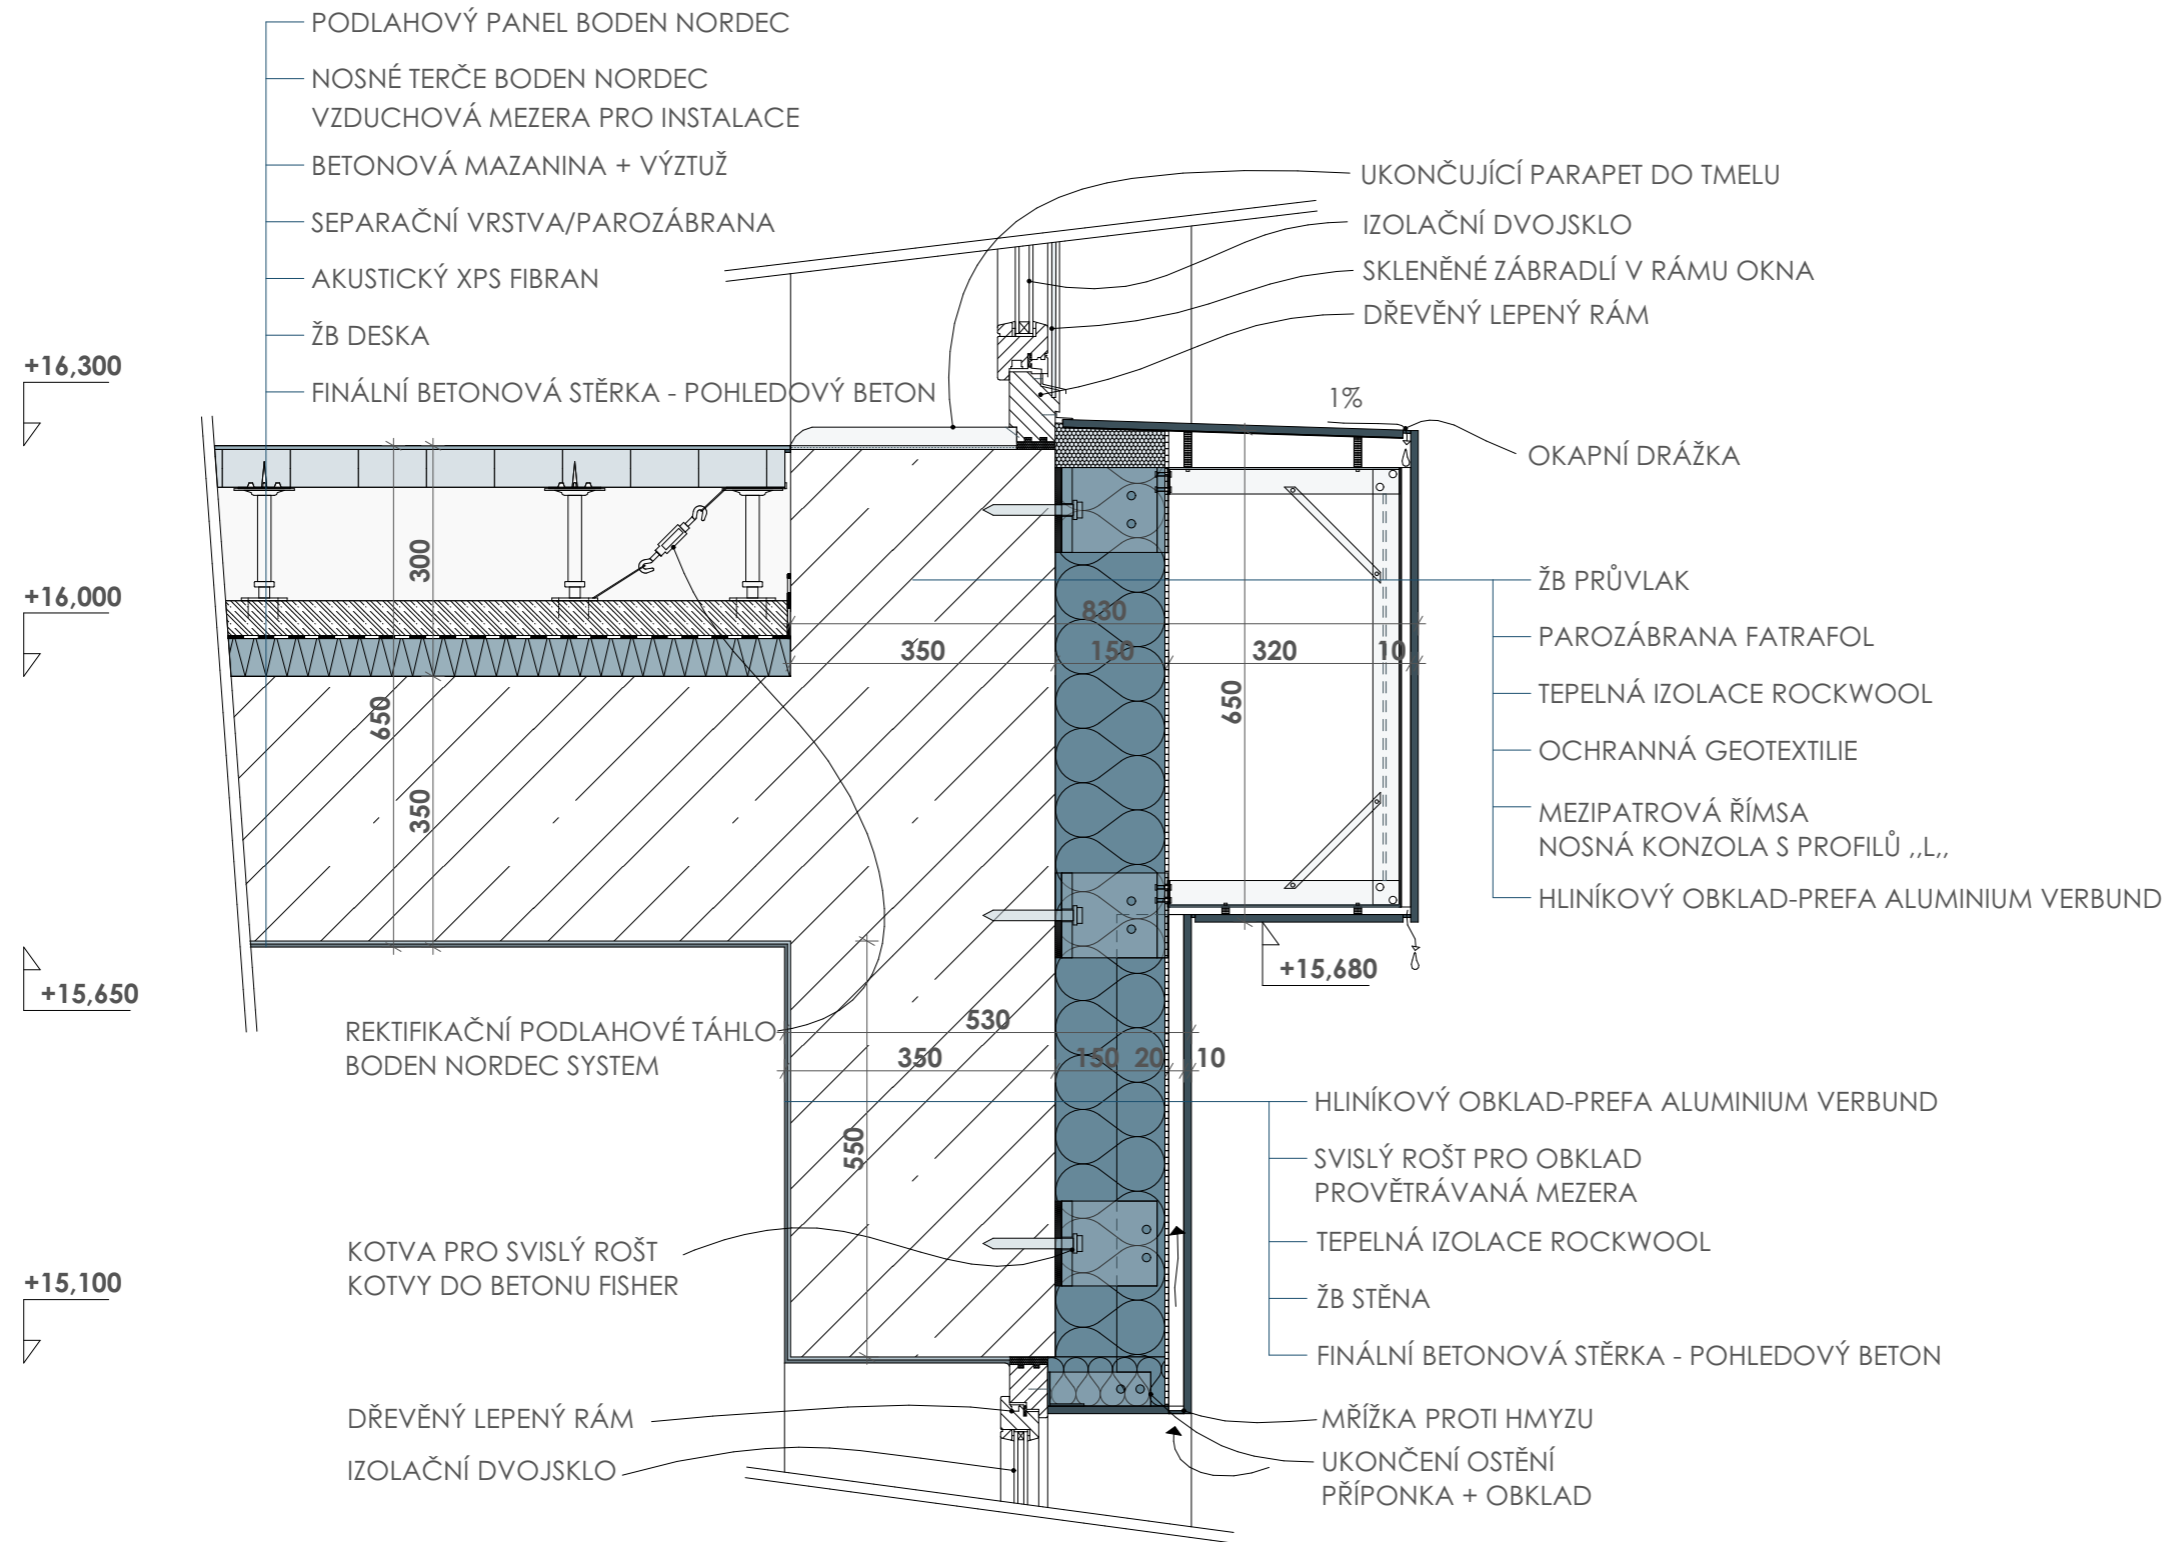 PODLAHOVÝ PANEL BODEN NORDEC
NOSNÉ TERČE BODEN NORDEC
VZDUCHOVÁ MEZERA PRO INSTALACE
BETONOVÁ MAZANINA + VÝZTUŽ
SEPARAČNÍ VRSTVA/PAROZÁBRANA
AKUSTICKÝ XPS FIBRAN
ŽB DESKA
FINÁLNÍ BETONOVÁ STĚRKA - POHLEDOVÝ BETON
UKONČUJÍCÍ PARAPET DO TMELU
IZOLAČNÍ DVOJSKLO
SKLENĚNÉ ZÁBRADLÍ V RÁMU OKNA
DŘEVĚNÝ LEPENÝ RÁM
1%
OKAPNÍ DRÁŽKA
+16,300
+16,000
+15,650
+15,100
300
650
350
830
350
150
320
10
650
ŽB PRŮVLAK
PAROZÁBRANA FATRAFOL
TEPELNÁ IZOLACE ROCKWOOL
OCHRANNÁ GEOTEXTILIE
MEZIPATROVÁ ŘÍMSA
NOSNÁ KONZOLA S PROFILŮ ,,L,,
HLINÍKOVÝ OBKLAD-PREFA ALUMINIUM VERBUND
+15,680
REKTIFIKAČNÍ PODLAHOVÉ TÁHLO
BODEN NORDEC SYSTEM
530
350
150
20
10
550
HLINÍKOVÝ OBKLAD-PREFA ALUMINIUM VERBUND
SVISLÝ ROŠT PRO OBKLAD
PROVĚTRÁVANÁ MEZERA
TEPELNÁ IZOLACE ROCKWOOL
ŽB STĚNA
FINÁLNÍ BETONOVÁ STĚRKA - POHLEDOVÝ BETON
KOTVA PRO SVISLÝ ROŠT
KOTVY DO BETONU FISHER
DŘEVĚNÝ LEPENÝ RÁM
IZOLAČNÍ DVOJSKLO
MŘÍŽKA PROTI HMYZU
UKONČENÍ OSTĚNÍ
PŘÍPONKA + OBKLAD